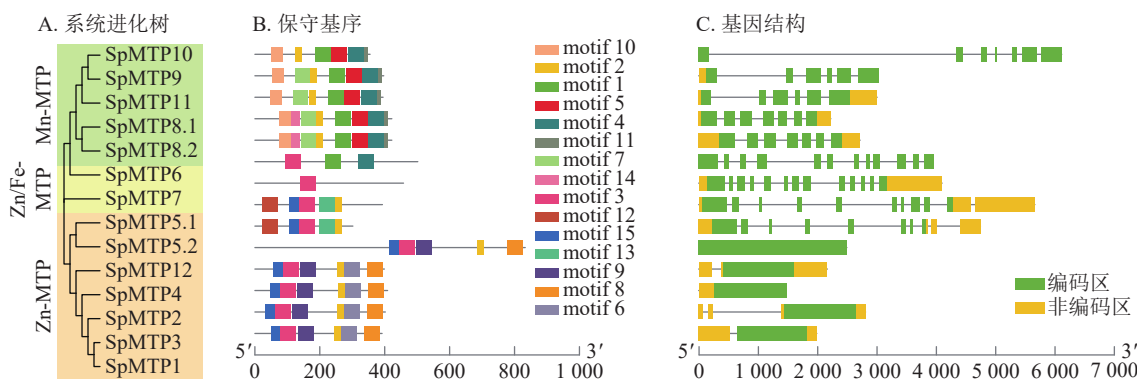 A. 系统进化树
B. 保守基序
C. 基因结构
Mn-MTP
Zn/Fe-
MTP
Zn-MTP
SpMTP10
SpMTP9
SpMTP11
SpMTP8.1
SpMTP8.2
SpMTP6
SpMTP7
SpMTP5.1
SpMTP5.2
SpMTP12
SpMTP4
SpMTP2
SpMTP3
SpMTP1
motif 10
motif 2
motif 1
motif 5
motif 4
motif 11
motif 7
motif 14
motif 3
motif 12
motif 15
motif 13
motif 9
motif 8
motif 6
5′ 3′
0 200 400 600 800 1 000
编码区
非编码区
5′ 3′
0 1 000 2 000 3 000 4 000 5 000 6 000 7 000